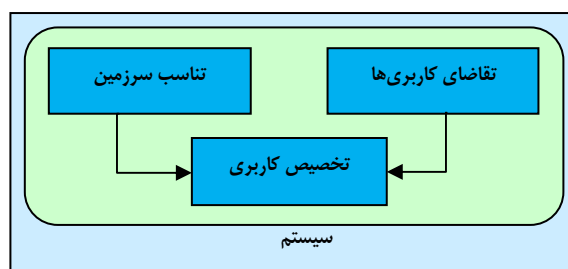 تقاضای کاربری‌ها
تناسب سرزمین
تخصیص کاربری
سیستم